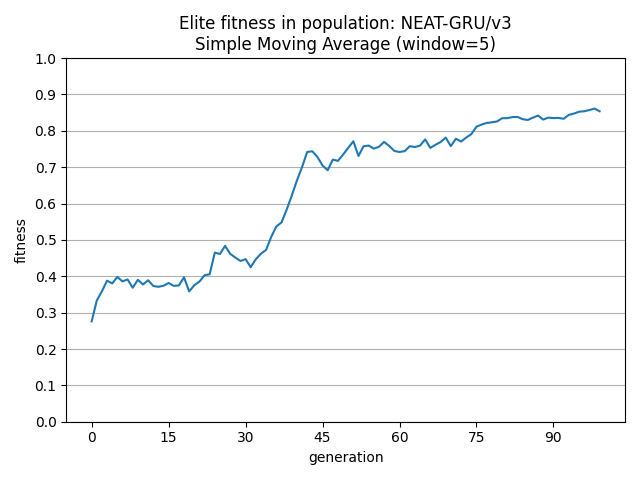 Elite fitness in population: NEAT-GRU/v3
Simple Moving Average (window=5)
1.0
0.9
0.8
0.7
0.6
0.5
0.4
0.3
0.2
0.1
0.0
fitness
0 15 30 45 60 75 90
generation